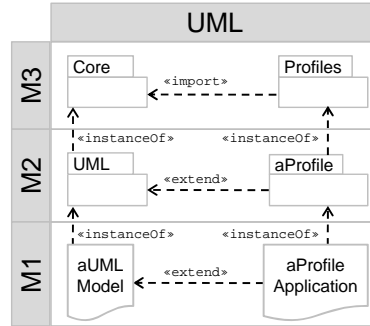 UML
M3
Core
«import»
Profiles
«instanceOf»
«instanceOf»
M2
UML
«extend»
aProfile
«instanceOf»
«instanceOf»
M1
aUML
Model
«extend»
aProfile
Application